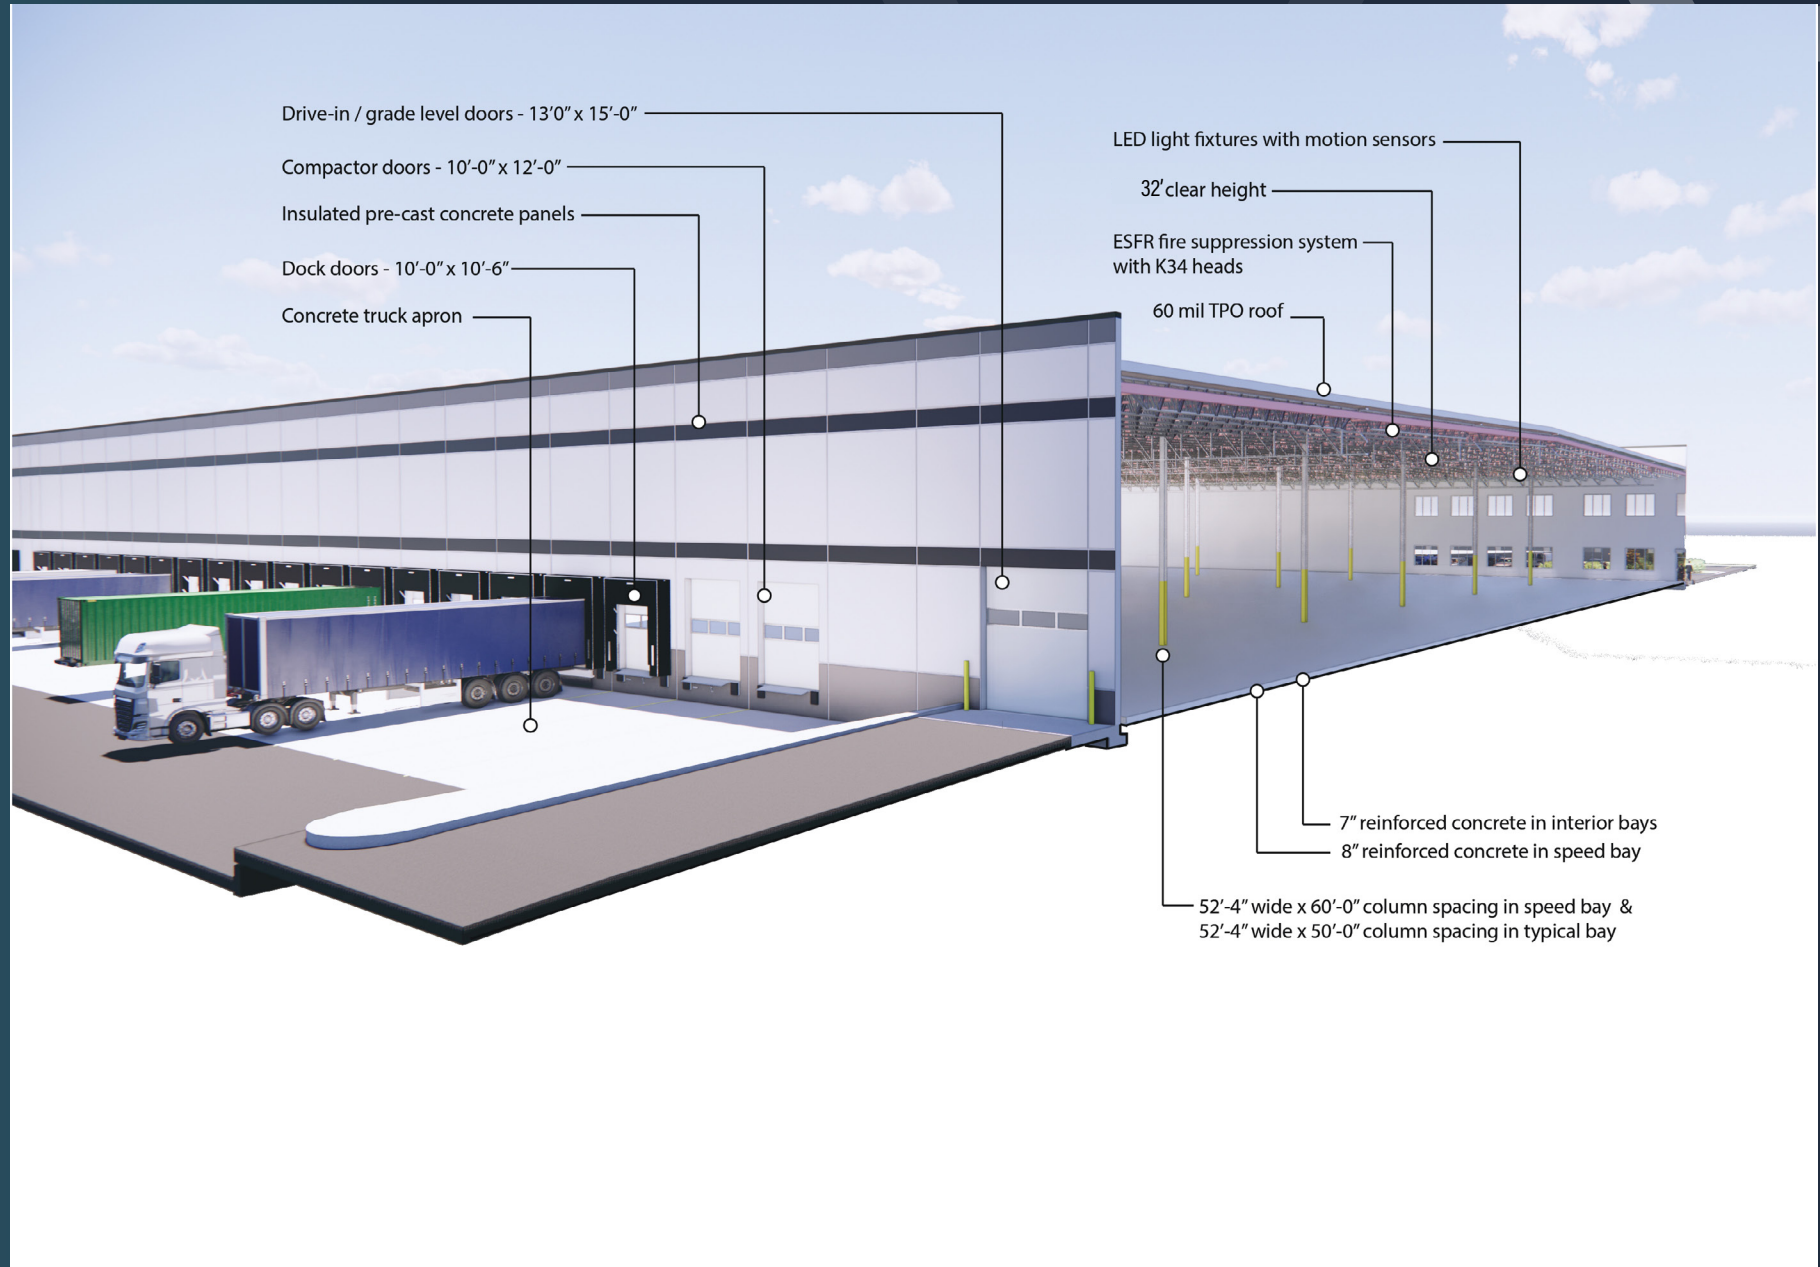 Drive-in / grade level doors - 13’0” x 15’-0”
Compactor doors - 10’-0” x 12’-0”
Insulated pre-cast concrete panels
Dock doors - 10’-0” x 10’-6”
Concrete truck apron
LED light fixtures with motion sensors
32’ clear height
ESFR fire suppression system
with K34 heads
60 mil TPO roof
7” reinforced concrete in interior bays
8” reinforced concrete in speed bay
52’-4” wide x 60’-0” column spacing in speed bay &
52’-4” wide x 50’-0” column spacing in typical bay